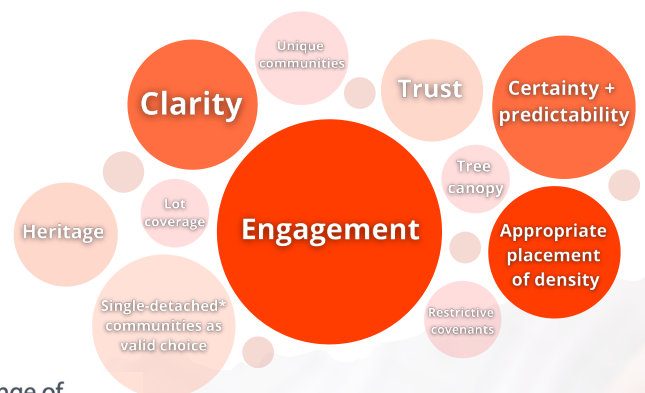 Unique
communities
Clarity
Trust
Certainty +
predictability
Tree
canopy
Lot
coverage
Heritage
Engagement
Appropriate
placement
of density
Single-detached*
communities as
valid choice
Restrictive
covenants
of